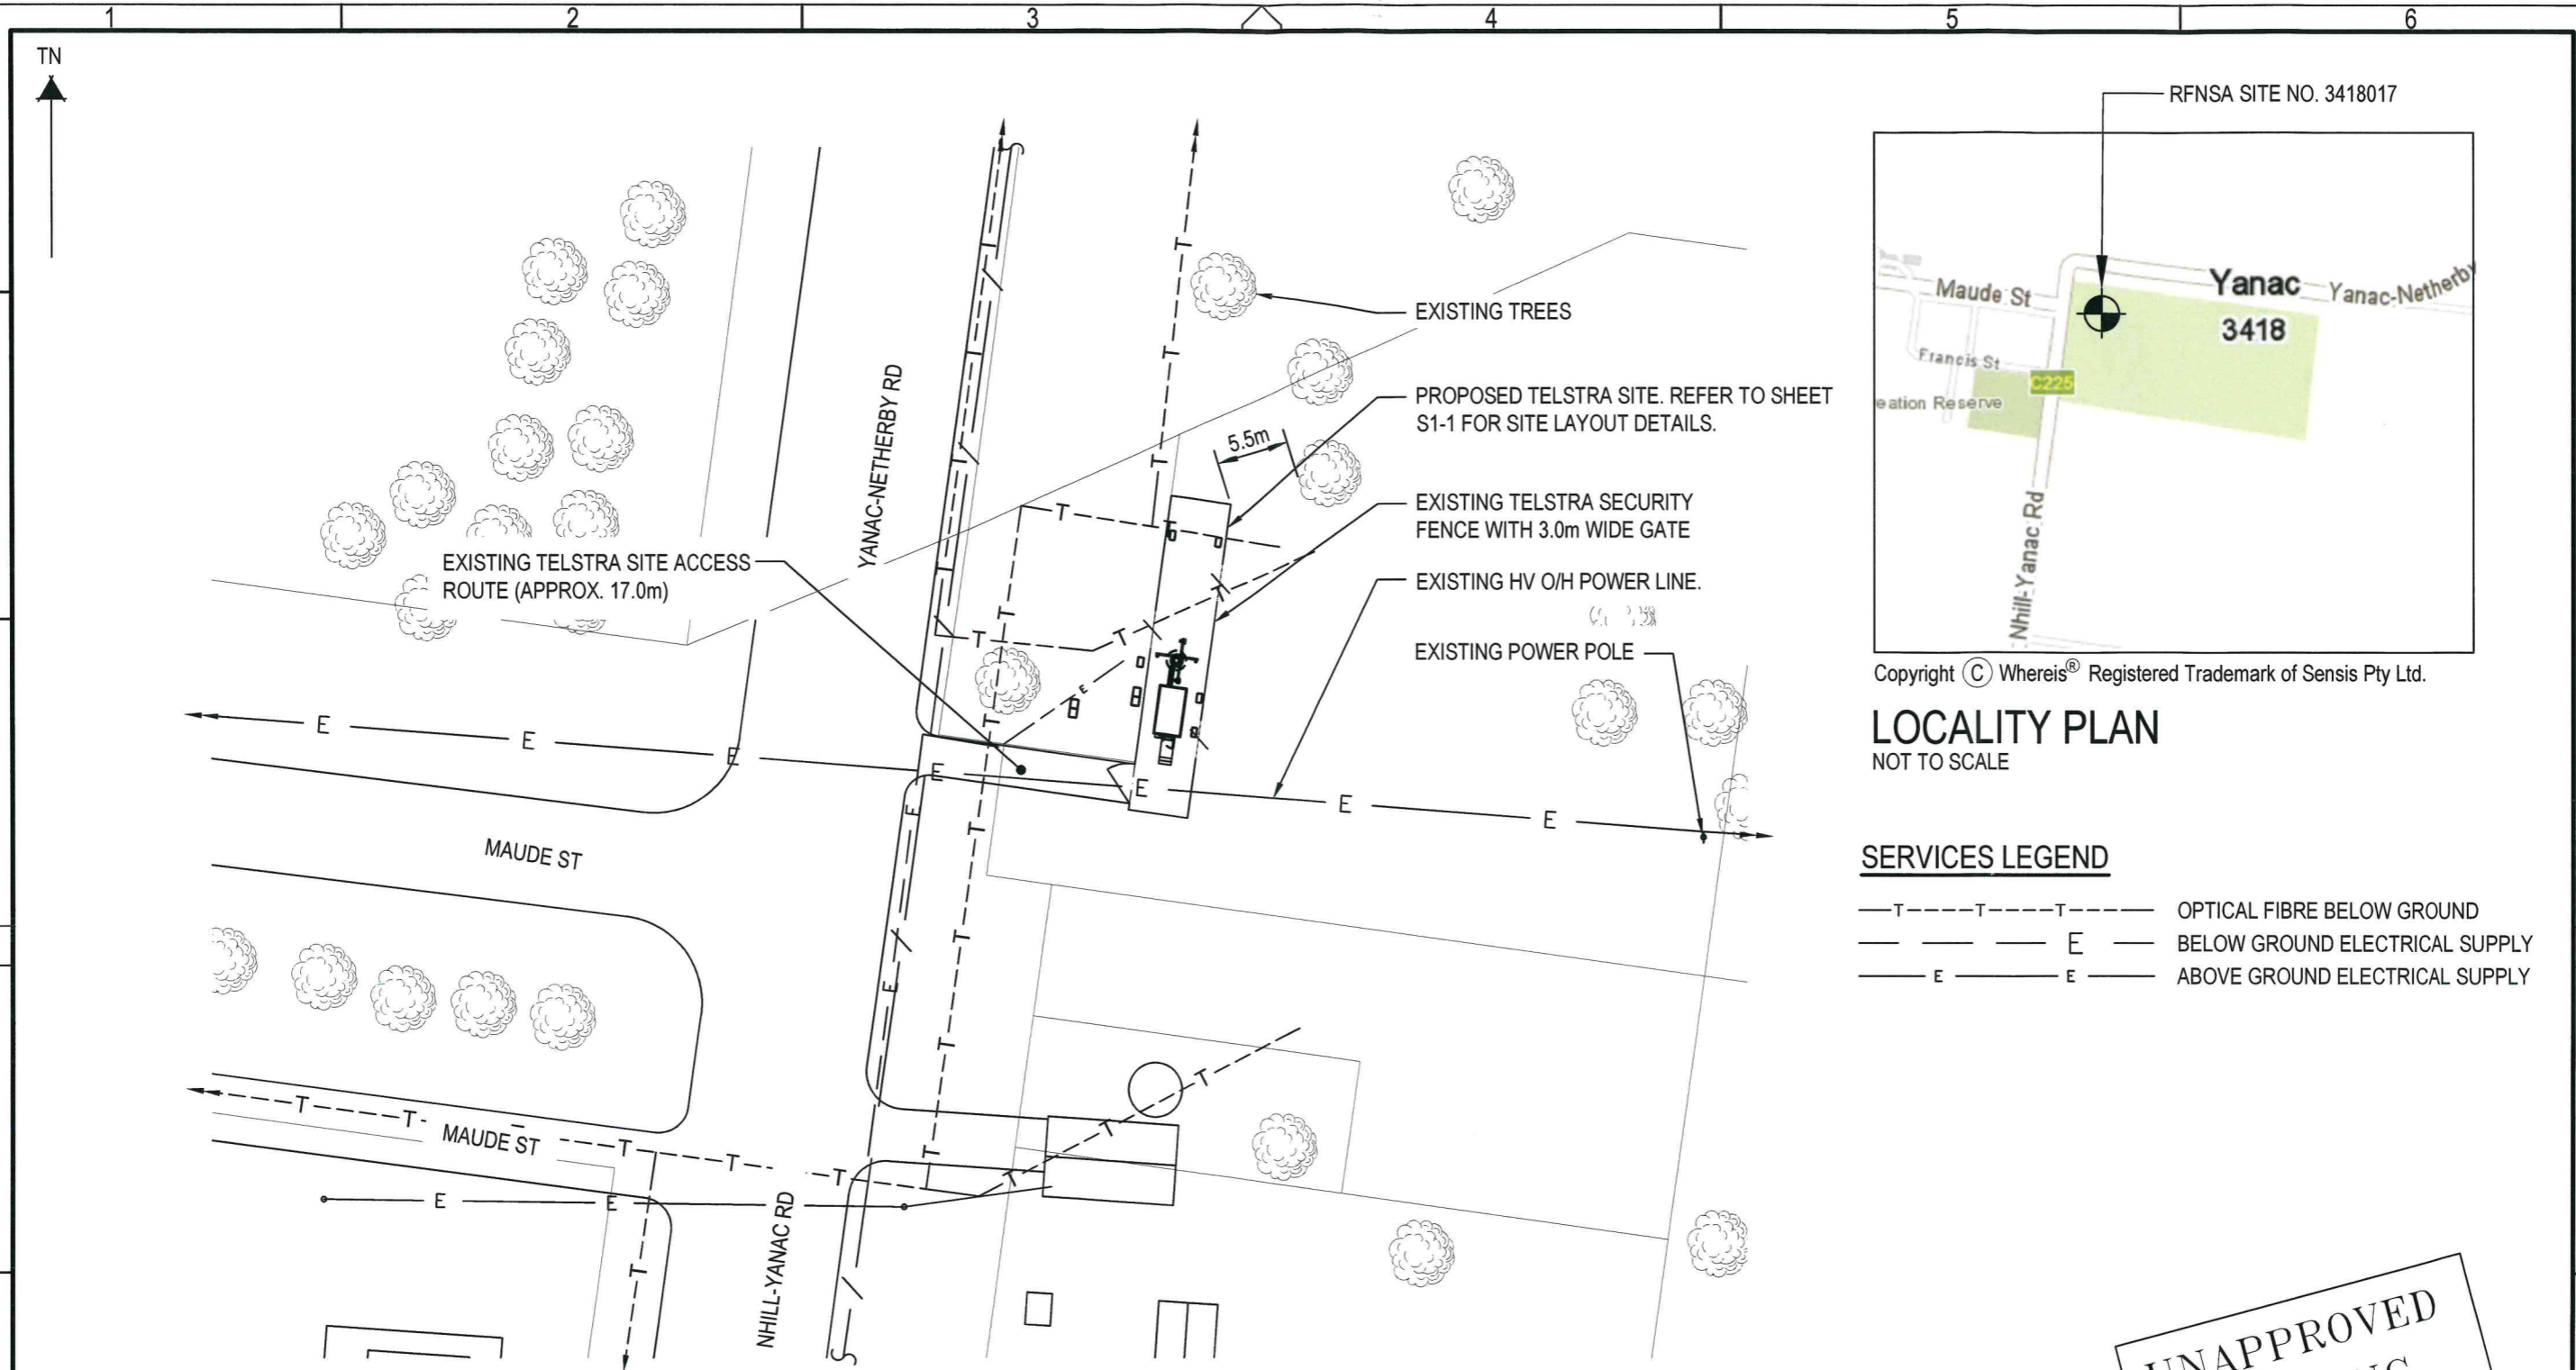 1 2 3 4 5 6
TN
RFNSA SITE NO. 3418017
Maude St
Yanac
Yanac-Netherby
3418
Francis St
C225
eation Reserve
Nhill-Yanac Rd
Copyright Ⓒ Whereis® Registered Trademark of Sensis Pty Ltd.
LOCALITY PLAN
NOT TO SCALE
EXISTING TREES
PROPOSED TELSTRA SITE. REFER TO SHEET
S1-1 FOR SITE LAYOUT DETAILS.
5.5m
EXISTING TELSTRA SECURITY
FENCE WITH 3.0m WIDE GATE
EXISTING HV O/H POWER LINE.
EXISTING POWER POLE
YANAC-NETHERBY RD
EXISTING TELSTRA SITE ACCESS
ROUTE (APPROX. 17.0m)
MAUDE ST
MAUDE ST
NHILL-YANAC RD
SERVICES LEGEND
T T T OPTICAL FIBRE BELOW GROUND
E BELOW GROUND ELECTRICAL SUPPLY
E E ABOVE GROUND ELECTRICAL SUPPLY
UNAPPROVED